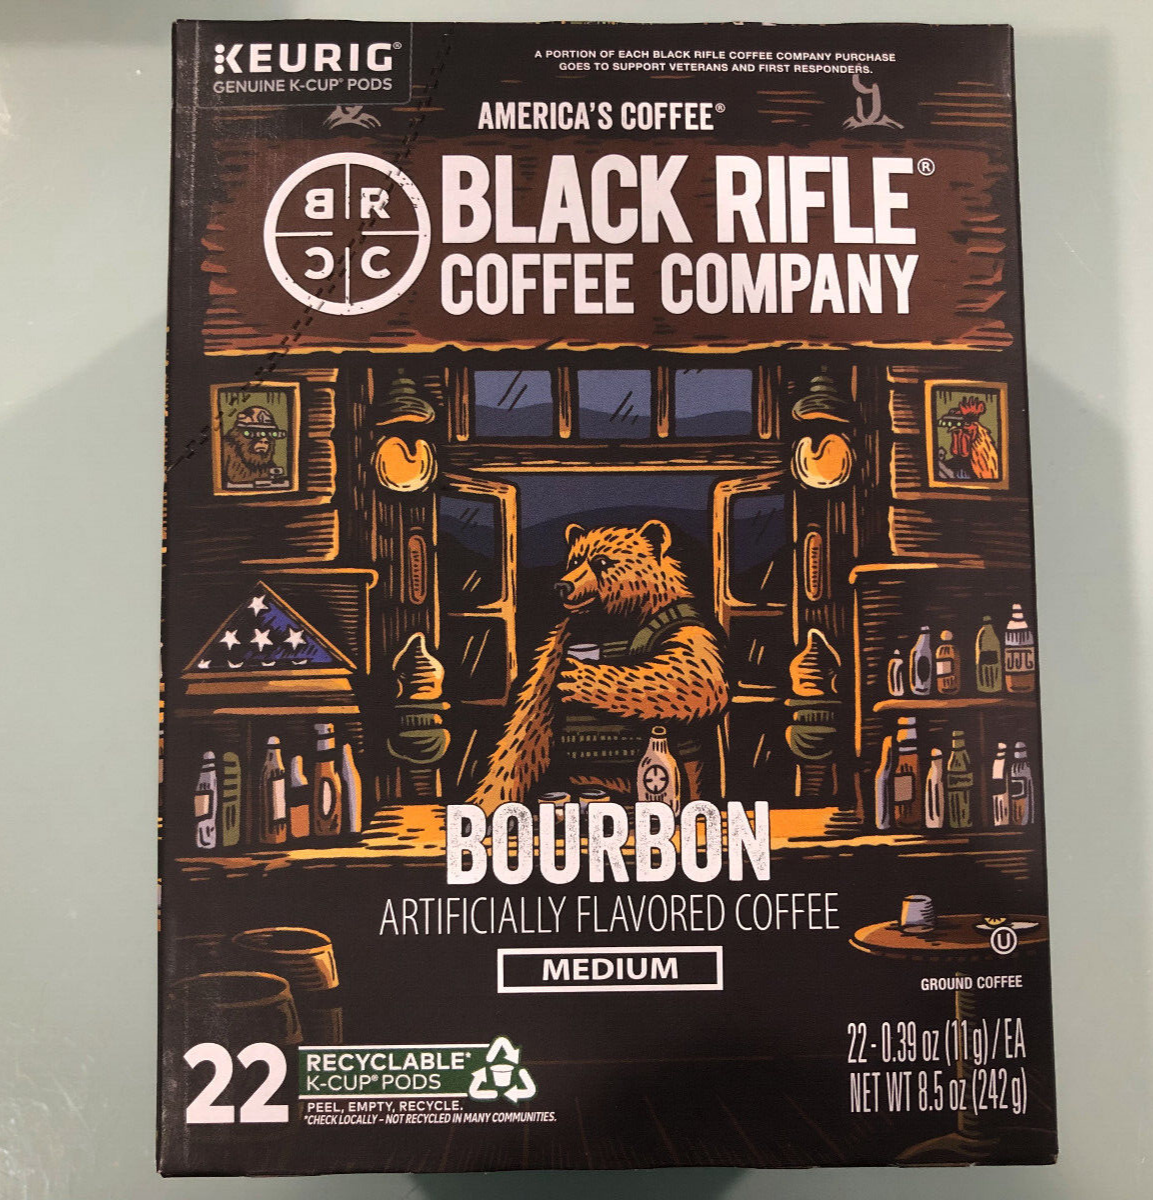 KEURIG®
GENUINE K-CUP® PODS
A PORTION OF EACH BLACK RIFLE COFFEE COMPANY PURCHASE
GOES TO SUPPORT VETERANS AND FIRST RESPONDERS.
AMERICA'S COFFEE®
B R
C C
BLACK RIFLE®
COFFEE COMPANY
JJG
BOURBON
ARTIFICIALLY FLAVORED COFFEE
MEDIUM
U
GROUND COFFEE
22 - 0.39 oz (11 g) / EA
NET WT 8.5 oz (242 g)
22
RECYCLABLE*
K-CUP® PODS
PEEL, EMPTY, RECYCLE.
*CHECK LOCALLY – NOT RECYCLED IN MANY COMMUNITIES.